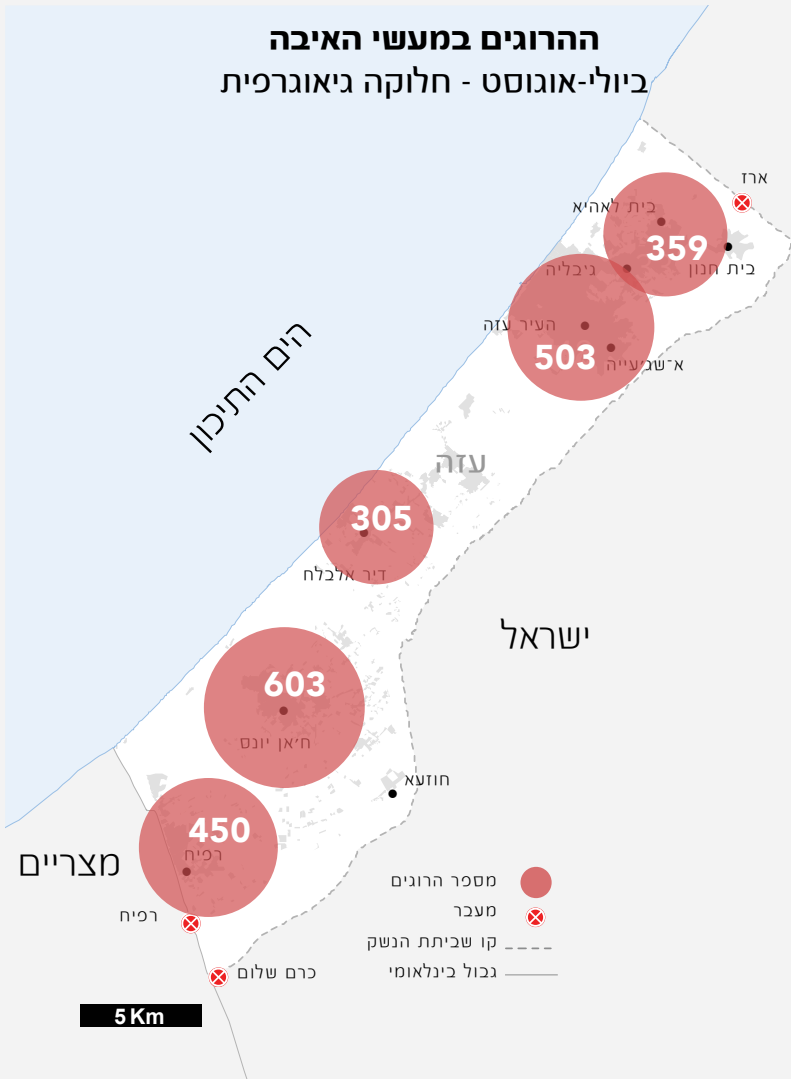 ההרוגים במעשי האיבה
ביולי-אוגוסט - חלוקה גיאוגרפית
ארז
בית לאהיא
359
בית חנון
ג׳בליה
העיר עזה
503
א־שג׳עייה
הים התיכון
עזה
305
דיר אלבלח
ישראל
603
ח׳אן יונס
חוזעא
450
רפיח
מצריים
רפיח
כרם שלום
מספר הרוגים
מעבר
קו שביתת הנשק
גבול בינלאומי
5 Km